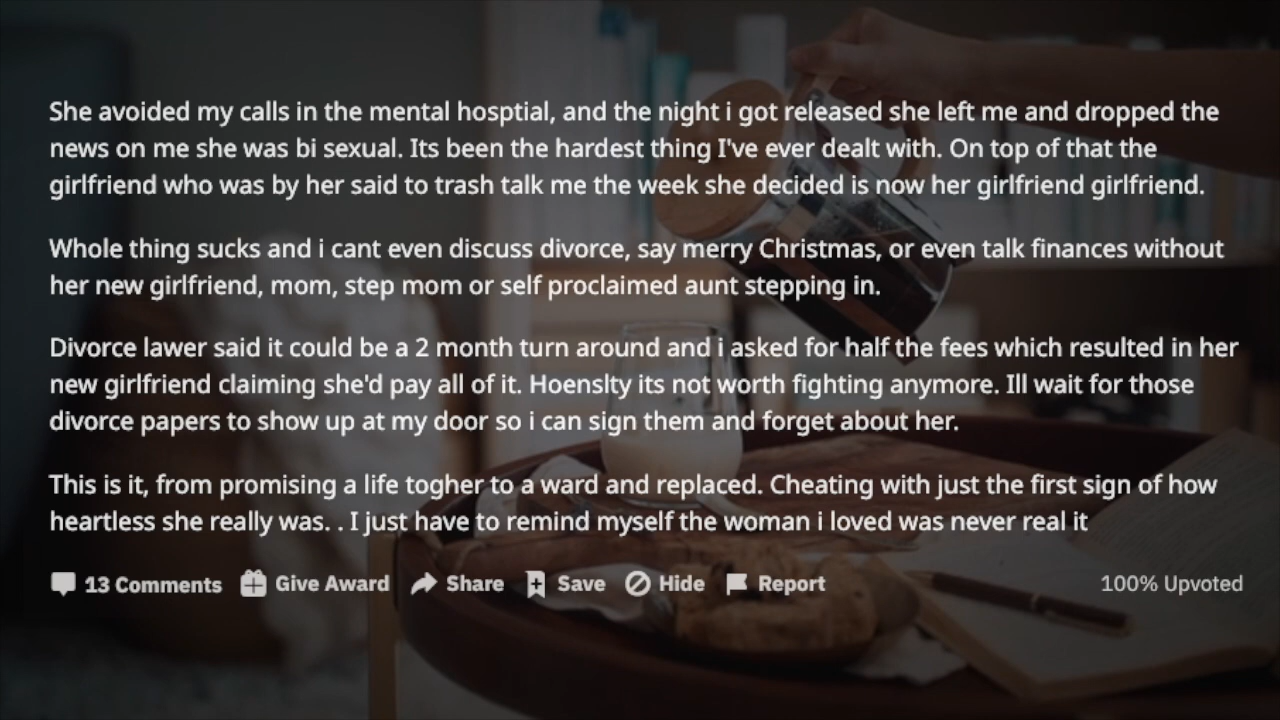 She avoided my calls in the mental hosptial, and the night i got released she left me and dropped the
news on me she was bi sexual. Its been the hardest thing I've ever dealt with. On top of that the
girlfriend who was by her said to trash talk me the week she decided is now her girlfriend girlfriend.
Whole thing sucks and i cant even discuss divorce, say merry Christmas, or even talk finances without
her new girlfriend, mom, step mom or self proclaimed aunt stepping in.
Divorce lawer said it could be a 2 month turn around and i asked for half the fees which resulted in her
new girlfriend claiming she'd pay all of it. Hoenslty its not worth fighting anymore. Ill wait for those
divorce papers to show up at my door so i can sign them and forget about her.
This is it, from promising a life togher to a ward and replaced. Cheating with just the first sign of how
heartless she really was. . I just have to remind myself the woman i loved was never real it
13 Comments Give Award Share Save Hide Report 100% Upvoted